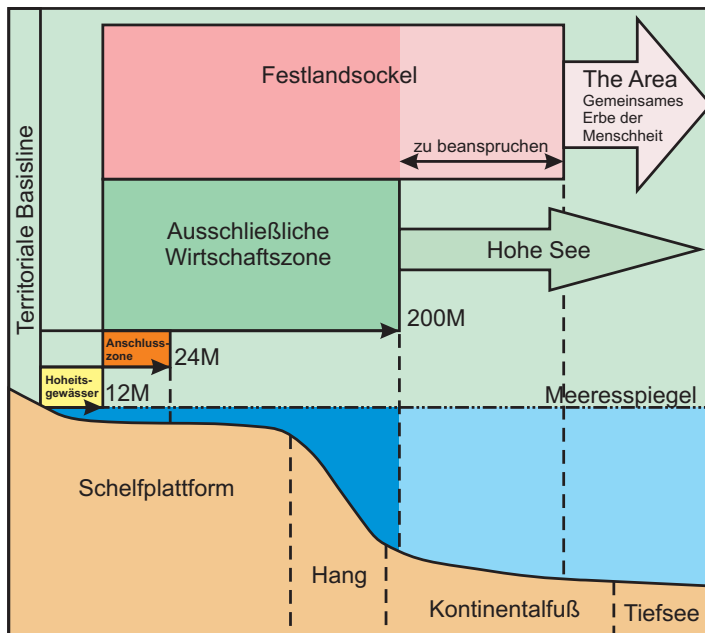 Territoriale Basisline
Festlandsockel
The Area
Gemeinsames
Erbe der
Menschheit
zu beanspruchen
Ausschließliche
Wirtschaftszone
Hohe See
200M
Anschluss-
zone
24M
Hoheits-
gewässer
12M
Meeresspiegel
Schelfplattform
Hang
Kontinentalfuß
Tiefsee